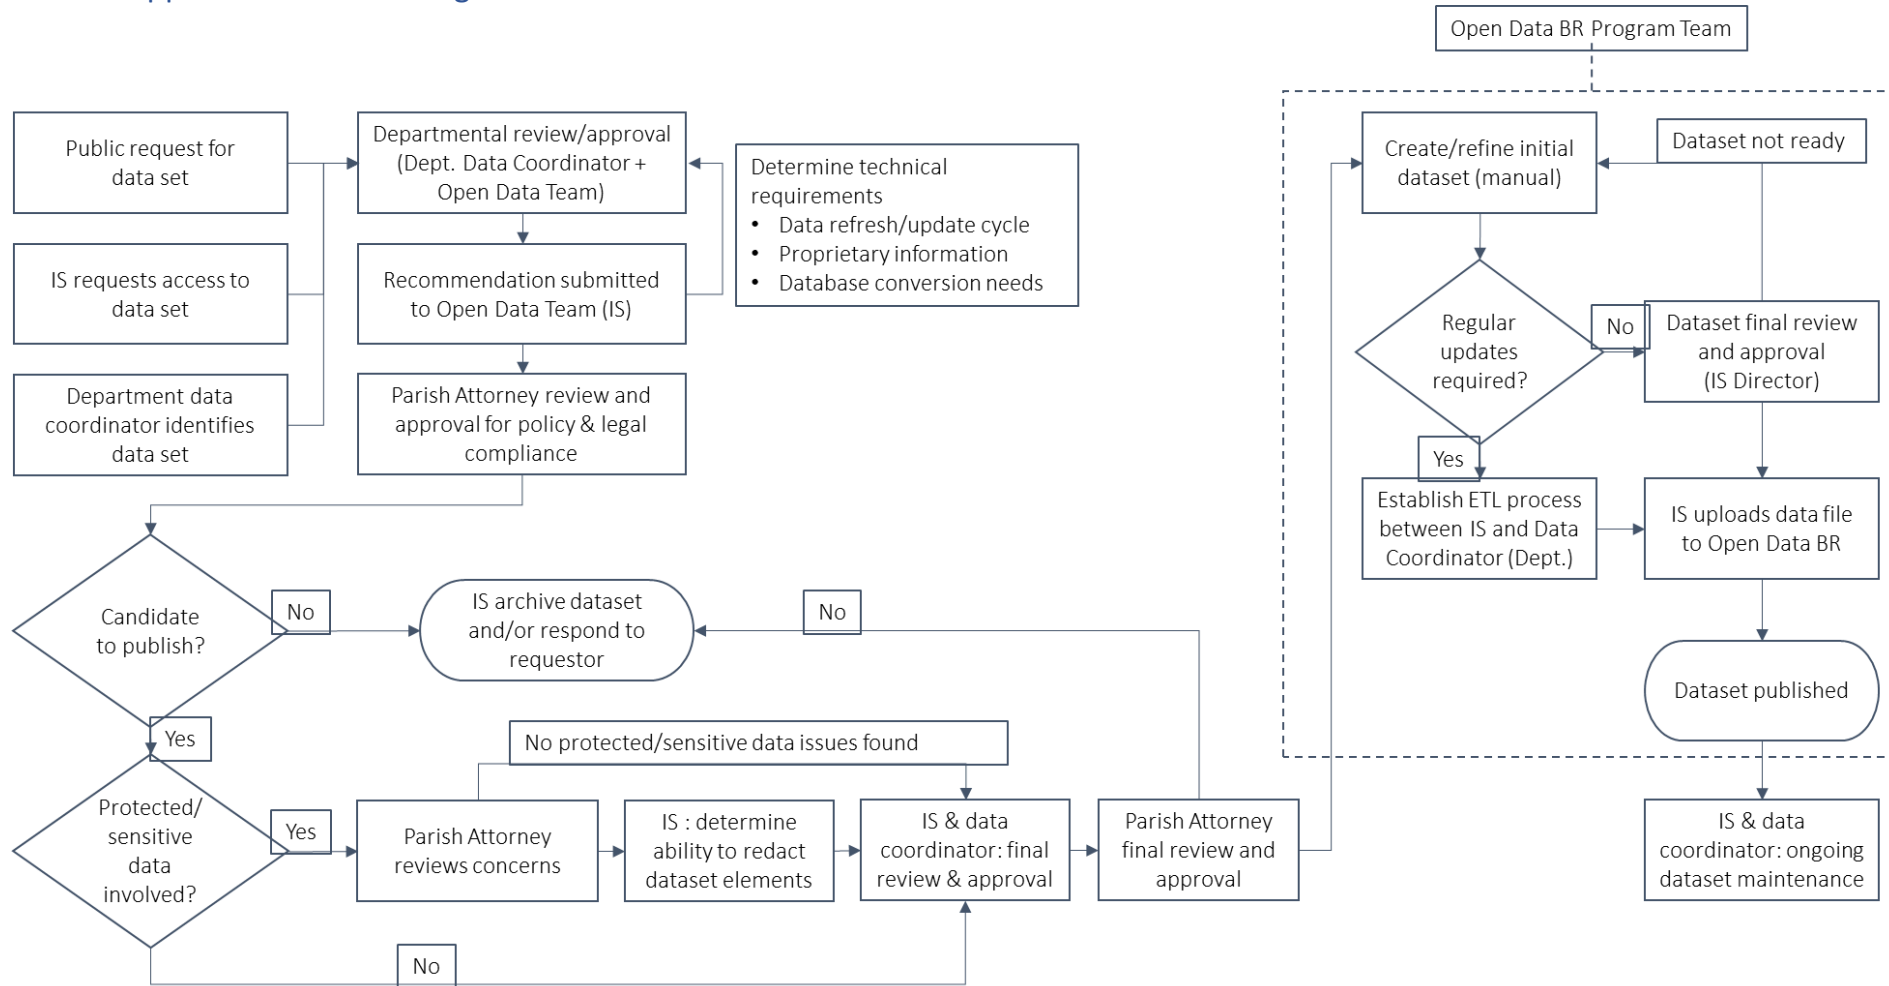 Open Data BR Program Team
Public request for
data set
Departmental review/approval
(Dept. Data Coordinator +
Open Data Team)
Determine technical
requirements
• Data refresh/update cycle
• Proprietary information
• Database conversion needs
Create/refine initial
dataset (manual)
Dataset not ready
IS requests access to
data set
Recommendation submitted
to Open Data Team (IS)
Regular
updates
required?
No
Dataset final review
and approval
(IS Director)
Department data
coordinator identifies
data set
Parish Attorney review and
approval for policy & legal
compliance
Yes
Establish ETL process
between IS and Data
Coordinator (Dept.)
IS uploads data file
to Open Data BR
Candidate
to publish?
No
IS archive dataset
and/or respond to
requestor
No
Dataset published
Yes
No protected/sensitive data issues found
Protected/
sensitive
data
involved?
Yes
Parish Attorney
reviews concerns
IS : determine
ability to redact
dataset elements
IS & data
coordinator: final
review & approval
Parish Attorney
final review and
approval
IS & data
coordinator: ongoing
dataset maintenance
No